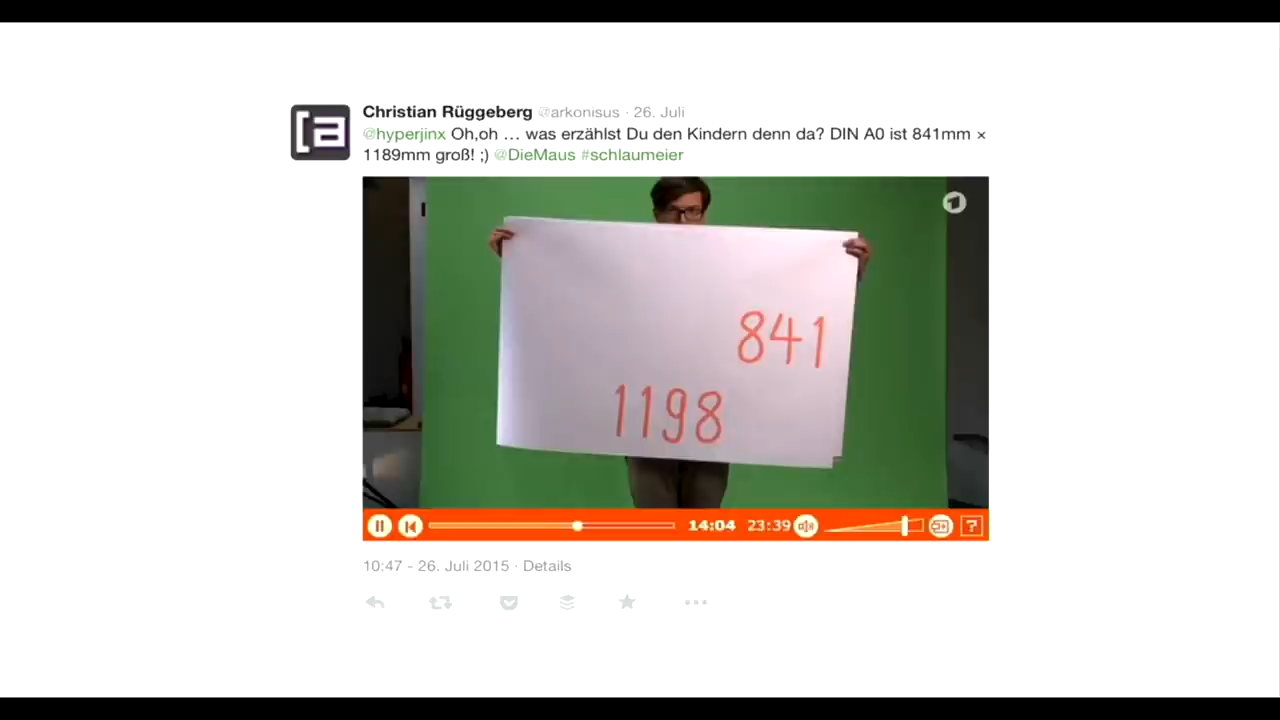 Christian Rüggeberg @arkonisus · 26. Juli
@hyperjinx Oh,oh … was erzählst Du den Kindern denn da? DIN A0 ist 841mm ×
1189mm groß! ;) @DieMaus #schlaumeier
841
1198
14:04 23:39
?
10:47 - 26. Juli 2015 · Details